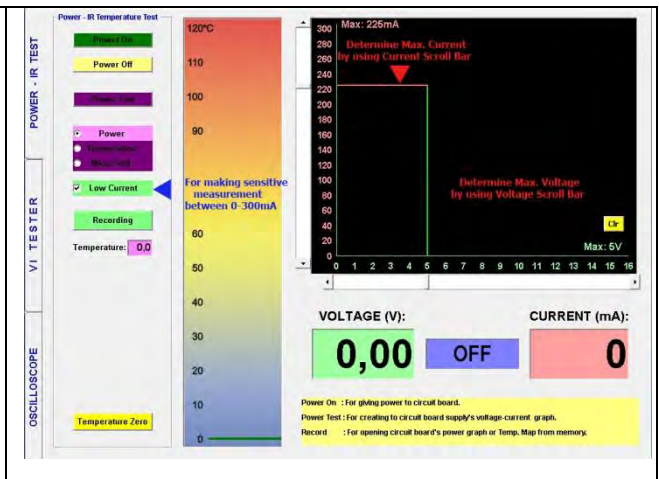 POWER - IR TEST
VI TESTER
OSCILLOSCOPE
Power - IR Temperature Test
Power On
Power Off
Power Test
Power
Low Current
Recording
Temperature: 0,0
Temperature Zero
120°C
110
100
90
For making sensitive
measurement
between 0-300mA
60
50
40
30
20
10
0
Max: 225mA
300
280
260
240
220
200
180
160
140
120
100
80
60
40
20
0
Determine Max. Current
by using Current Scroll Bar
Determine Max. Voltage
by using Voltage Scroll Bar
Clr
Max: 5V
0 1 2 3 4 5 6 7 8 9 10 11 12 13 14 15 16
VOLTAGE (V):
CURRENT (mA):
0,00
OFF
0
Power On : For giving power to circuit board.
Power Test : For creating to circuit board supply's voltage-current graph.
Record : For opening circuit board's power graph or Temp. Map from memory.